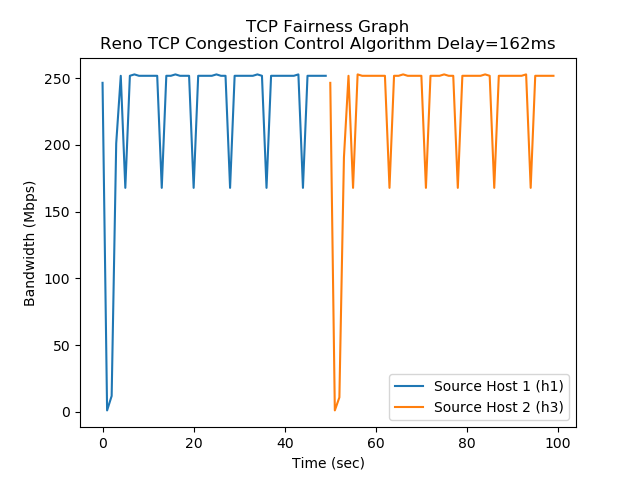 TCP Fairness Graph
Reno TCP Congestion Control Algorithm Delay=162ms
Bandwidth (Mbps)
250
200
150
100
50
0
0 20 40 60 80 100
Time (sec)
Source Host 1 (h1)
Source Host 2 (h3)